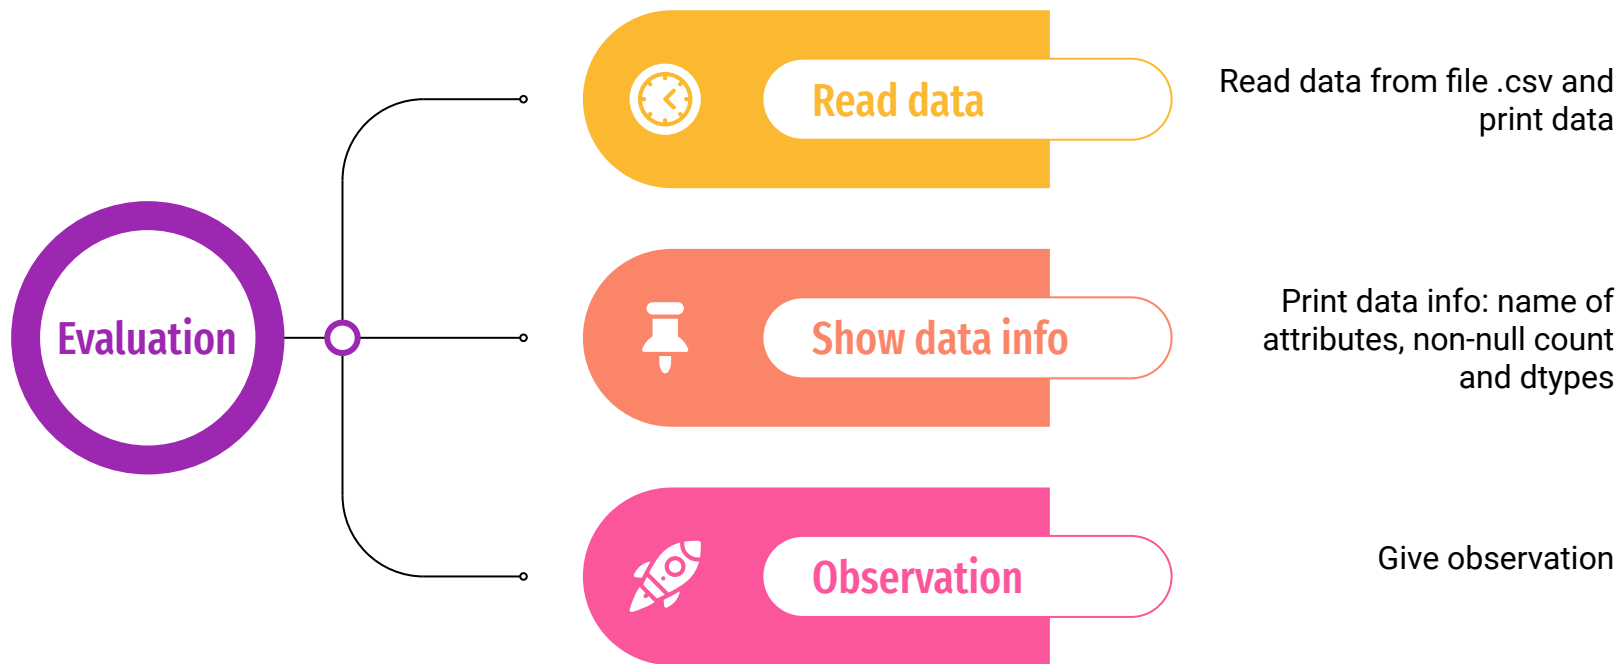 Evaluation
Read data
Read data from file .csv and
print data
Show data info
Print data info: name of
attributes, non-null count
and dtypes
Observation
Give observation